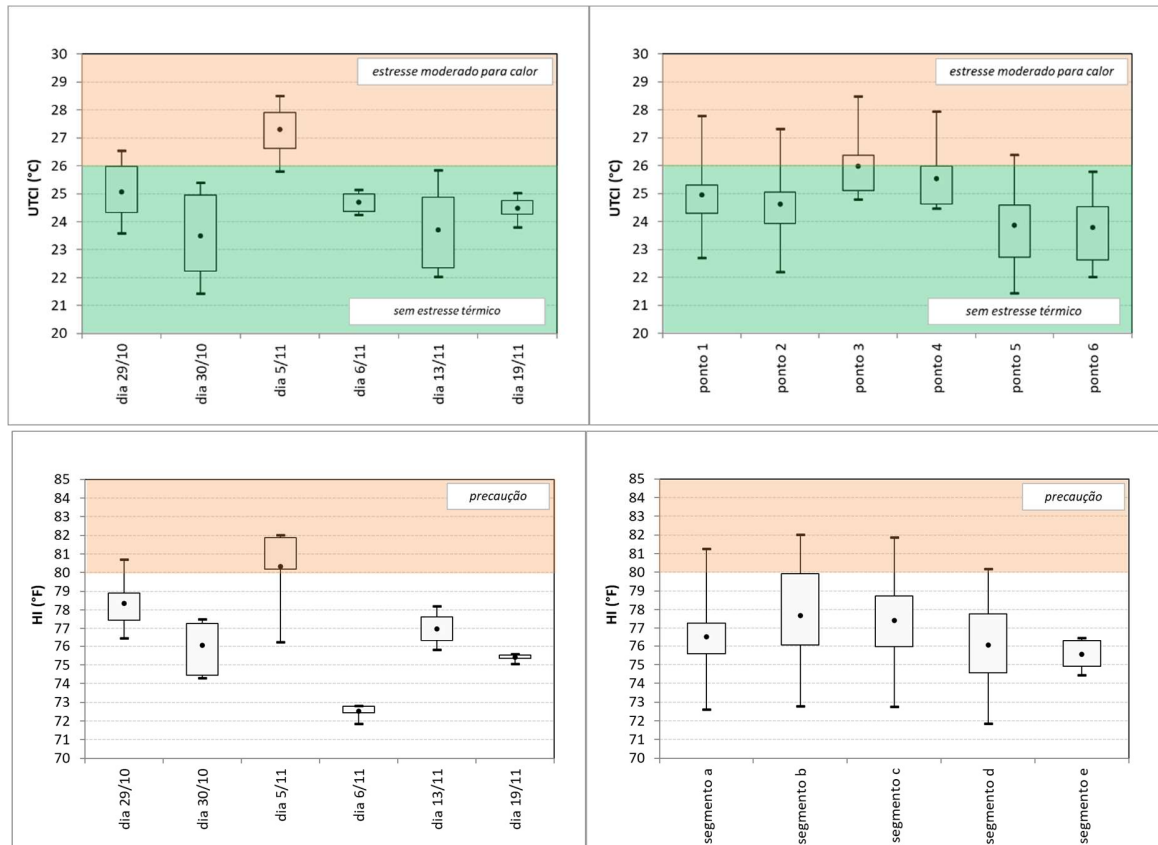 30
29
28
27
26
25
24
23
22
21
20
UTCI (°C)
estresse moderado para calor
sem estresse térmico
dia 29/10
dia 30/10
dia 5/11
dia 6/11
dia 13/11
dia 19/11
30
29
28
27
26
25
24
23
22
21
20
UTCI (°C)
estresse moderado para calor
sem estresse térmico
ponto 1
ponto 2
ponto 3
ponto 4
ponto 5
ponto 6
85
84
83
82
81
80
79
78
77
76
75
74
73
72
71
70
HI (°F)
precaução
dia 29/10
dia 30/10
dia 5/11
dia 6/11
dia 13/11
dia 19/11
85
84
83
82
81
80
79
78
77
76
75
74
73
72
71
70
HI (°F)
precaução
segmento a
segmento b
segmento c
segmento d
segmento e